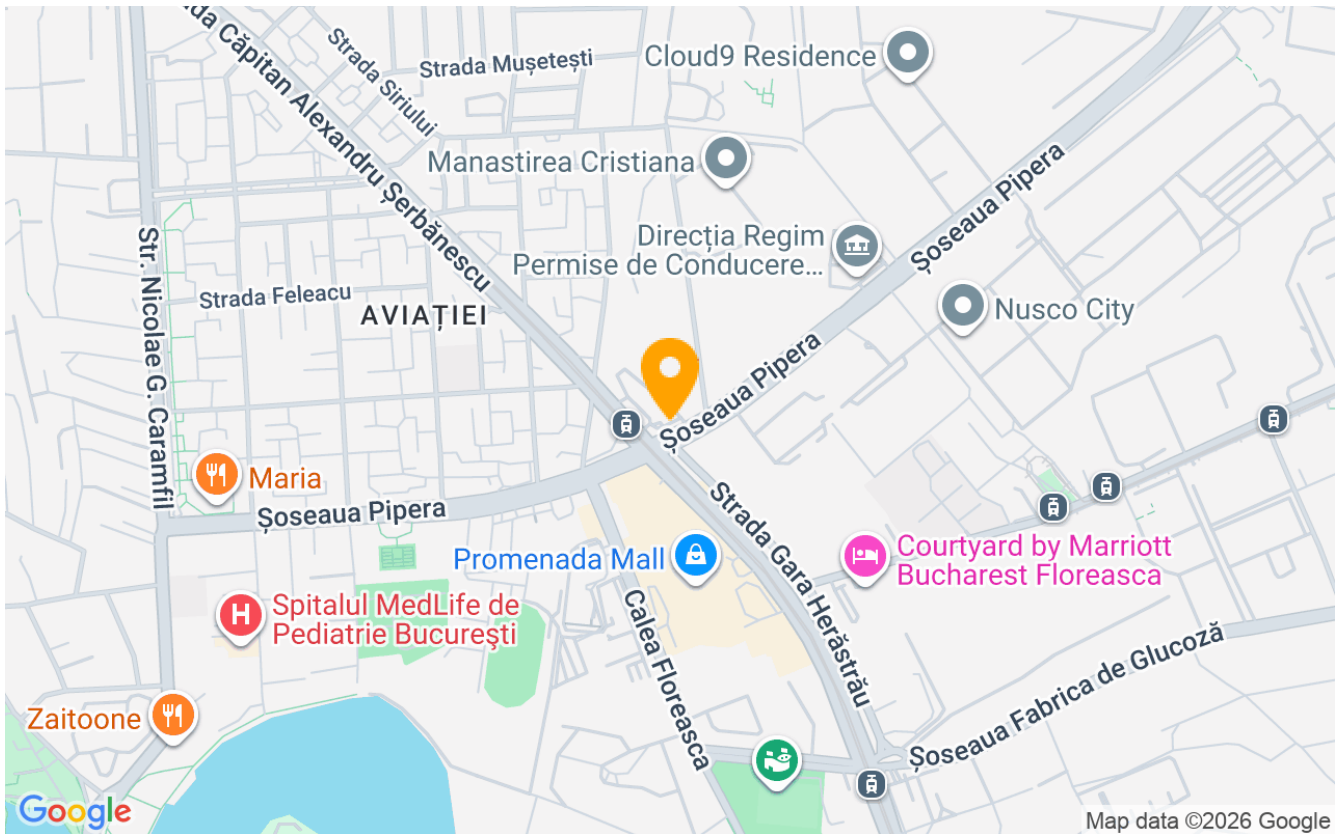 da Căpitan Alexandru Șerbănescu
Strada Siriului
Strada Mușetești
Cloud9 Residence
Manastirea Cristiana
Șoseaua Pipera
Direcția Regim
Permise de Conducere...
Str. Nicolae G. Caramfil
Strada Feleacu
AVIAȚIEI
Nusco City
Șoseaua Pipera
Maria
Șoseaua Pipera
Strada Gara Herăstrău
Promenada Mall
Courtyard by Marriott
Bucharest Floreasca
H
Spitalul MedLife de
Pediatrie Bucureşti
Calea Floreasca
Șoseaua Fabrica de Glucoză
Zaitoone
Google
Map data ©2026 Google